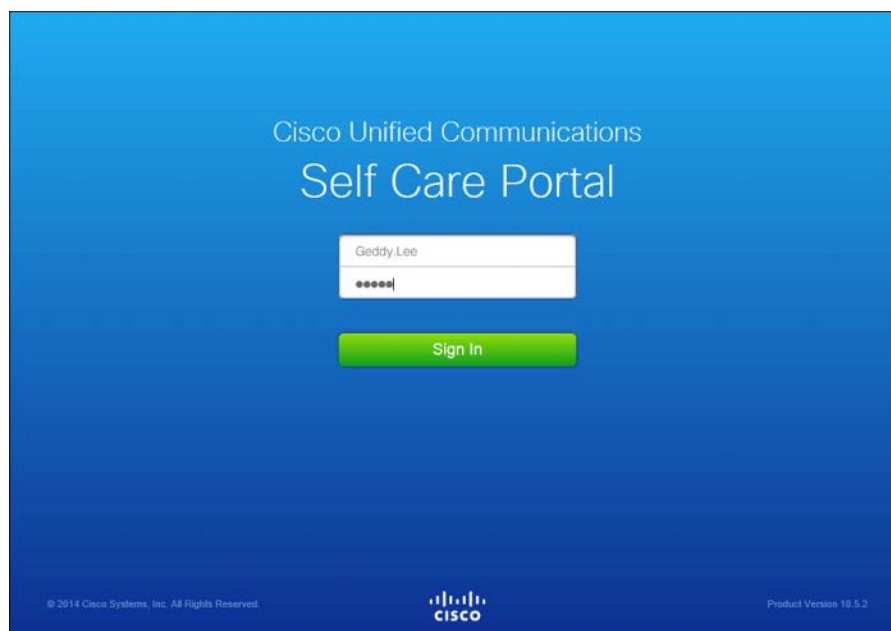 Cisco Unified Communications
Self Care Portal
Geddy.Lee
●●●●●
Sign In
© 2014 Cisco Systems, Inc. All Rights Reserved.
CISCO
Product Version 10.5.2